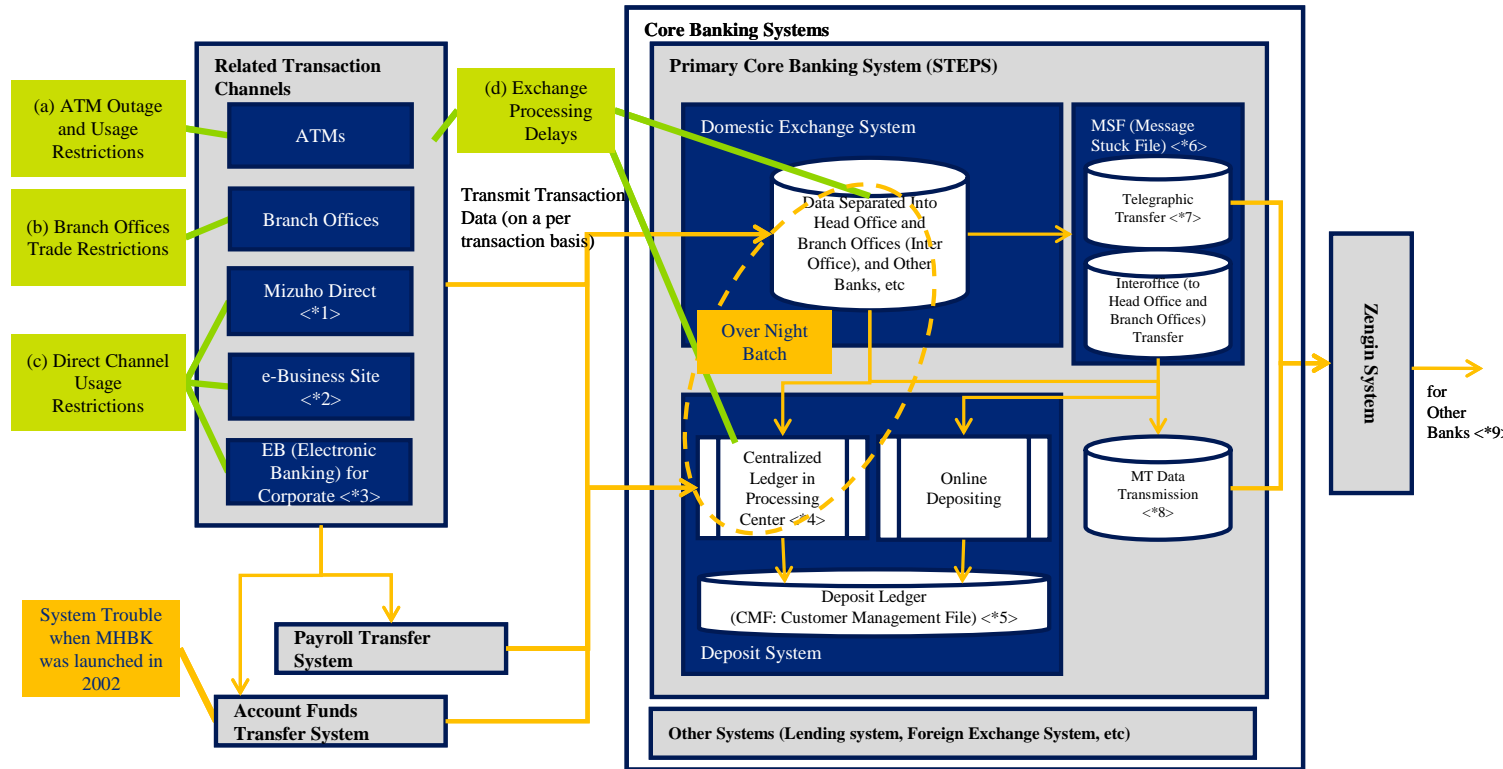 Core Banking Systems
Related Transaction
Channels
ATMs
Branch Offices
Mizuho Direct
<*1>
e-Business Site
<*2>
EB (Electronic
Banking) for
Corporate <*3>
(a) ATM Outage
and Usage
Restrictions
(b) Branch Offices
Trade Restrictions
(c) Direct Channel
Usage
Restrictions
(d) Exchange
Processing
Delays
Transmit Transaction
Data (on a per
transaction basis)
System Trouble
when MHBK
was launched in
2002
Payroll Transfer
System
Account Funds
Transfer System
Primary Core Banking System (STEPS)
Domestic Exchange System
Data Separated Into
Head Office and
Branch Offices (Inter
Office), and Other
Banks, etc
Over Night
Batch
MSF (Message
Stuck File) <*6>
Telegraphic
Transfer <*7>
Interoffice (to
Head Office and
Branch Offices)
Transfer
Centralized
Ledger in
Processing
Center <*4>
Online
Depositing
MT Data
Transmission
<*8>
Deposit Ledger
(CMF: Customer Management File) <*5>
Deposit System
Other Systems (Lending system, Foreign Exchange System, etc)
Zengin System
for
Other
Banks <*9>